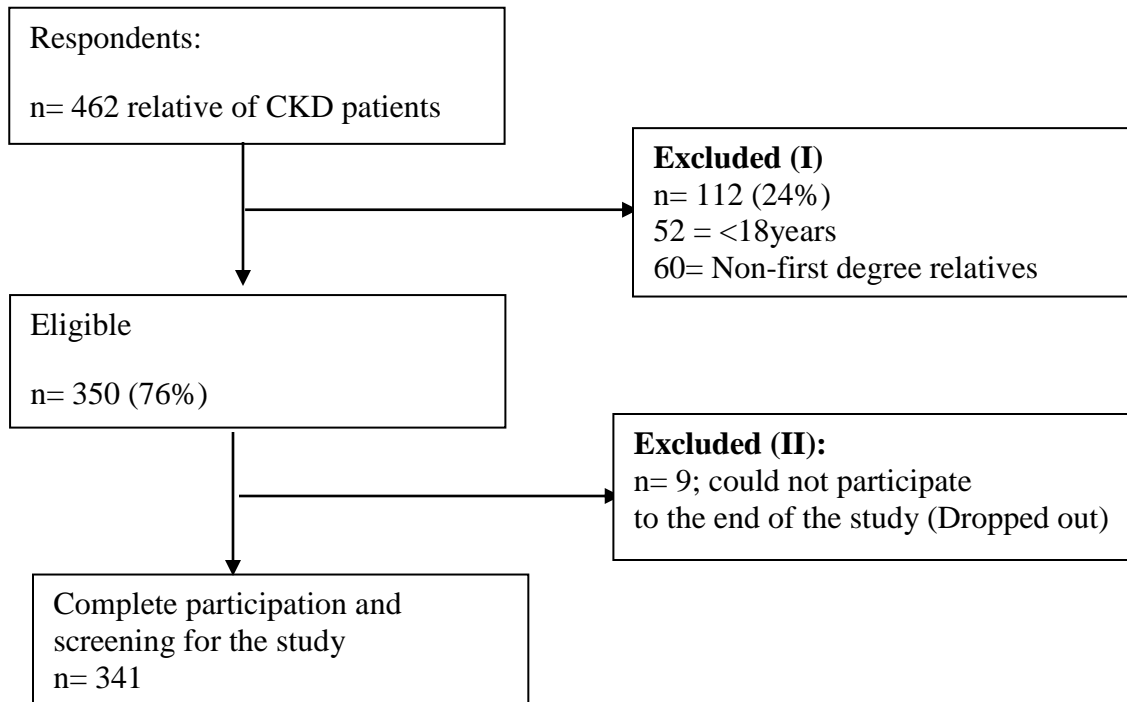 Respondents:
n= 462 relative of CKD patients
Excluded (I)
n= 112 (24%)
52 = <18years
60= Non-first degree relatives
Eligible
n= 350 (76%)
Excluded (II):
n= 9; could not participate
to the end of the study (Dropped out)
Complete participation and
screening for the study
n= 341